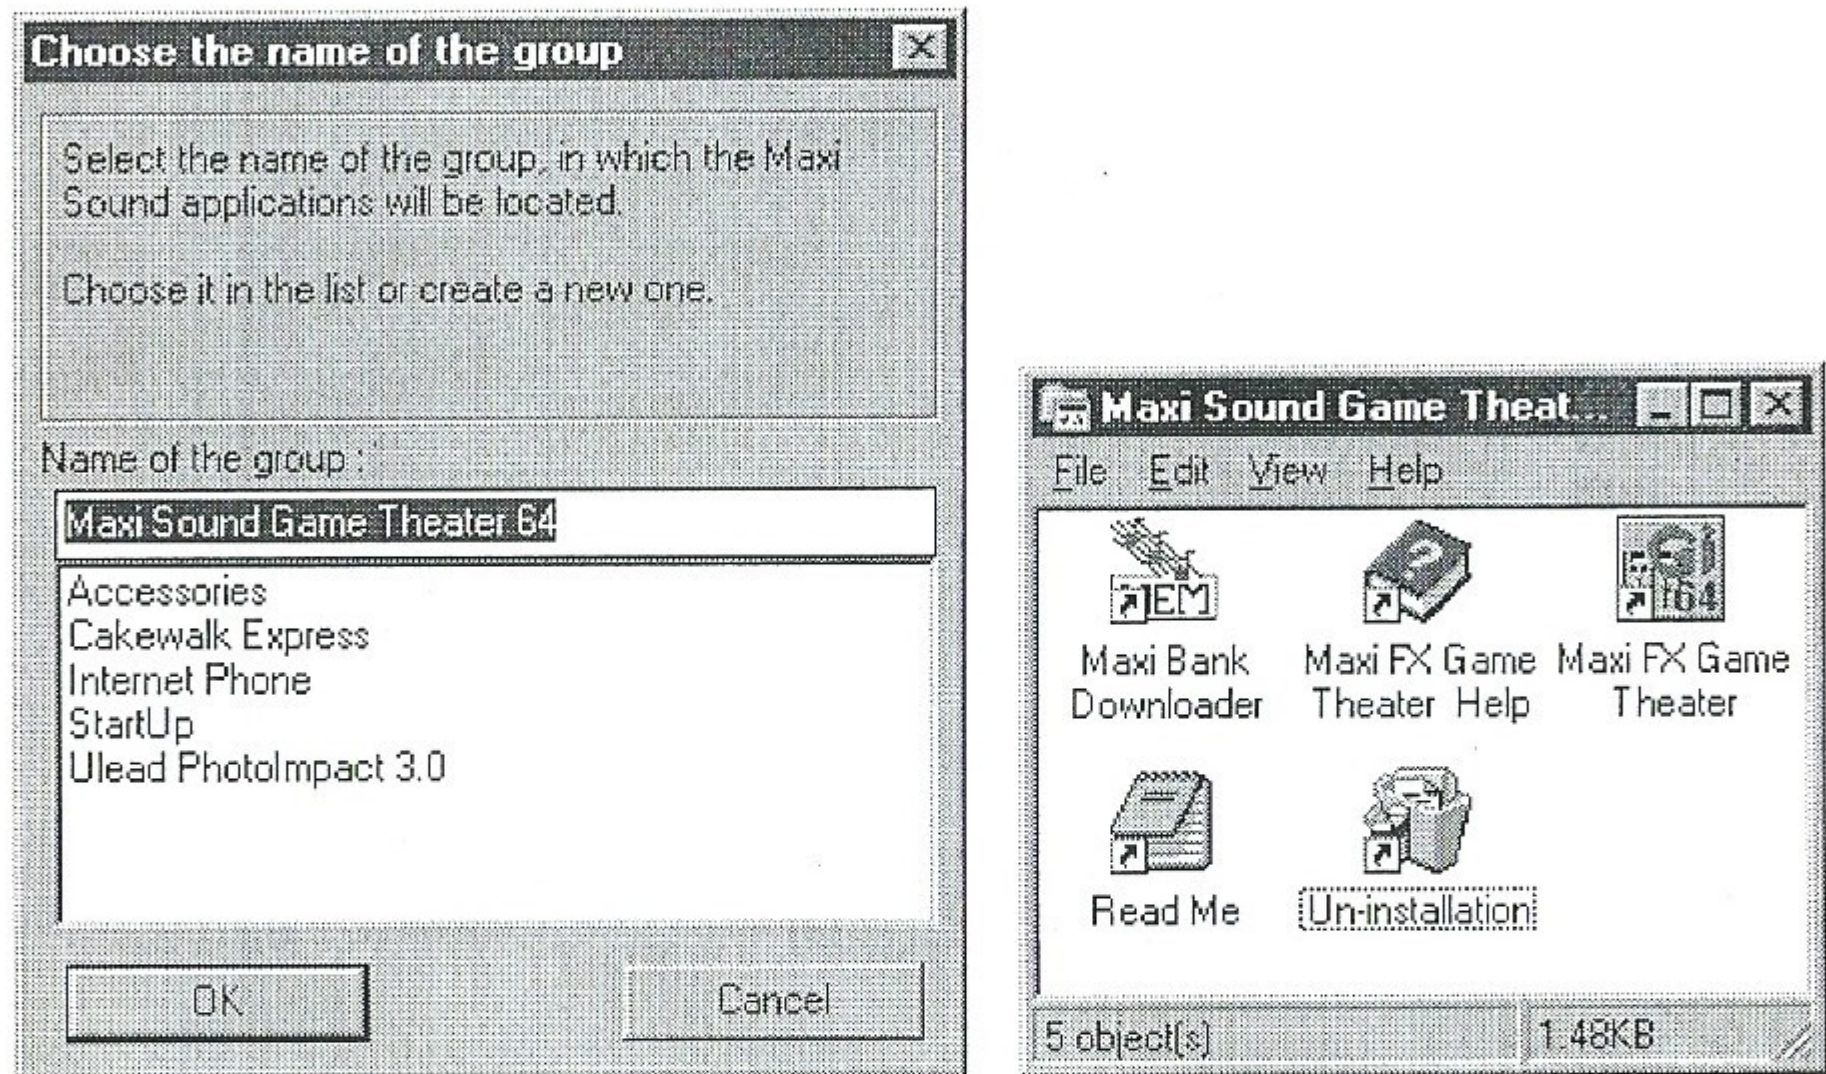 Choose the name of the group
Select the name of the group, in which the Maxi
Sound applications will be located.
Choose it in the list or create a new one.
Name of the group :
Maxi Sound Game Theater 64
Accessories
Cakewalk Express
Internet Phone
StartUp
Ulead PhotoImpact 3.0
OK
Cancel
Maxi Sound Game Theat...
File Edit View Help
Maxi Bank
Downloader
Maxi FX Game
Theater Help
Maxi FX Game
Theater
Read Me
Un-installation
5 object(s)
1.48KB